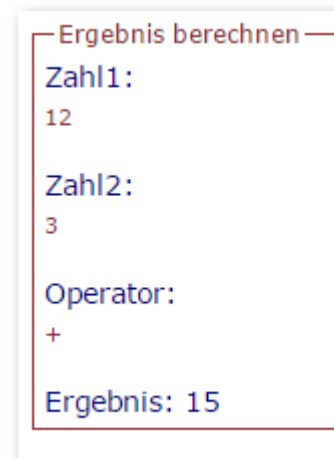 Ergebnis berechnen
Zahl1:
12
Zahl2:
3
Operator:
+
Ergebnis: 15